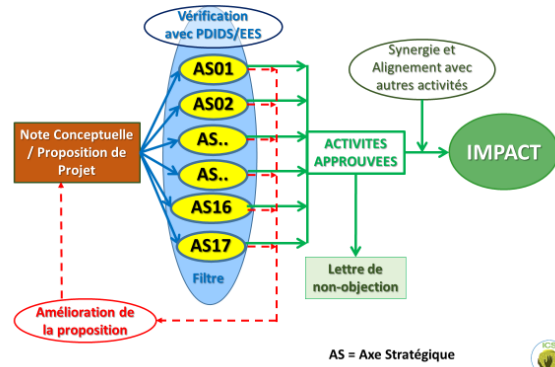 Vérification
avec PDIDS/EES
Synergie et
Alignement avec
autres activités
AS01
AS02
AS..
AS..
AS16
AS17
Filtre
Note Conceptuelle
/ Proposition de
Projet
ACTIVITES
APPROUVEES
IMPACT
Lettre de
non-objection
Amélioration de
la proposition
AS = Axe Stratégique